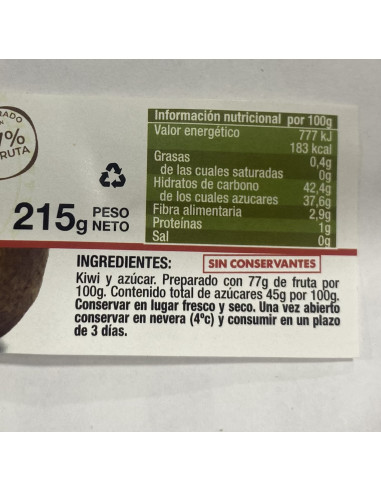 RADO
N
7%
RUTA
Información nutricional por 100g
Valor energético 777 kJ
183 kcal
Grasas 0,4g
de las cuales saturadas 0g
Hidratos de carbono 42,4g
de los cuales azucares 37,6g
Fibra alimentaria 2,9g
Proteínas 1g
Sal 0g
215g PESO NETO
INGREDIENTES: SIN CONSERVANTES
Kiwi y azúcar. Preparado con 77g de fruta por
100g. Contenido total de azúcares 45g por 100g.
Conservar en lugar fresco y seco. Una vez abierto
conservar en nevera (4ºc) y consumir en un plazo
de 3 días.